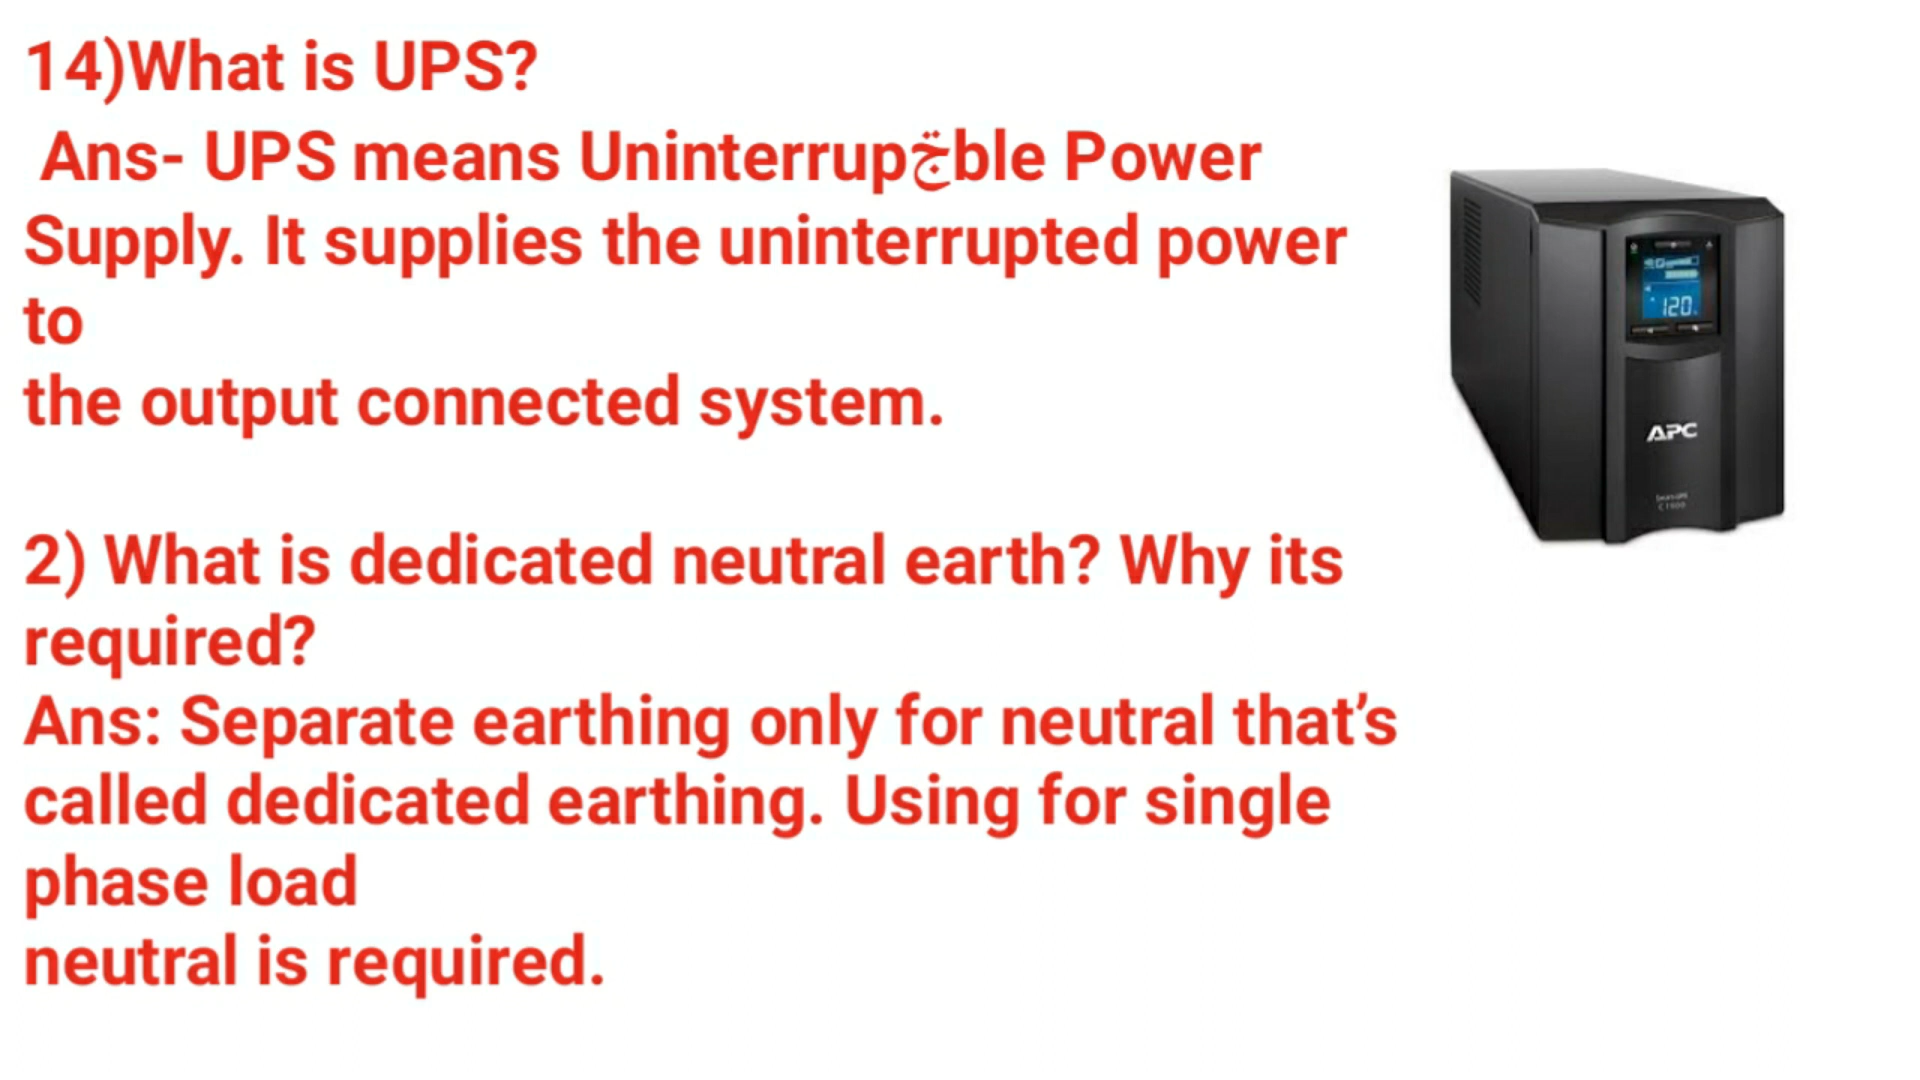 14)What is UPS?
Ans- UPS means Uninterrupتجble Power
Supply. It supplies the uninterrupted power
to
the output connected system.
2) What is dedicated neutral earth? Why its
required?
Ans: Separate earthing only for neutral that’s
called dedicated earthing. Using for single
phase load
neutral is required.
120
APC